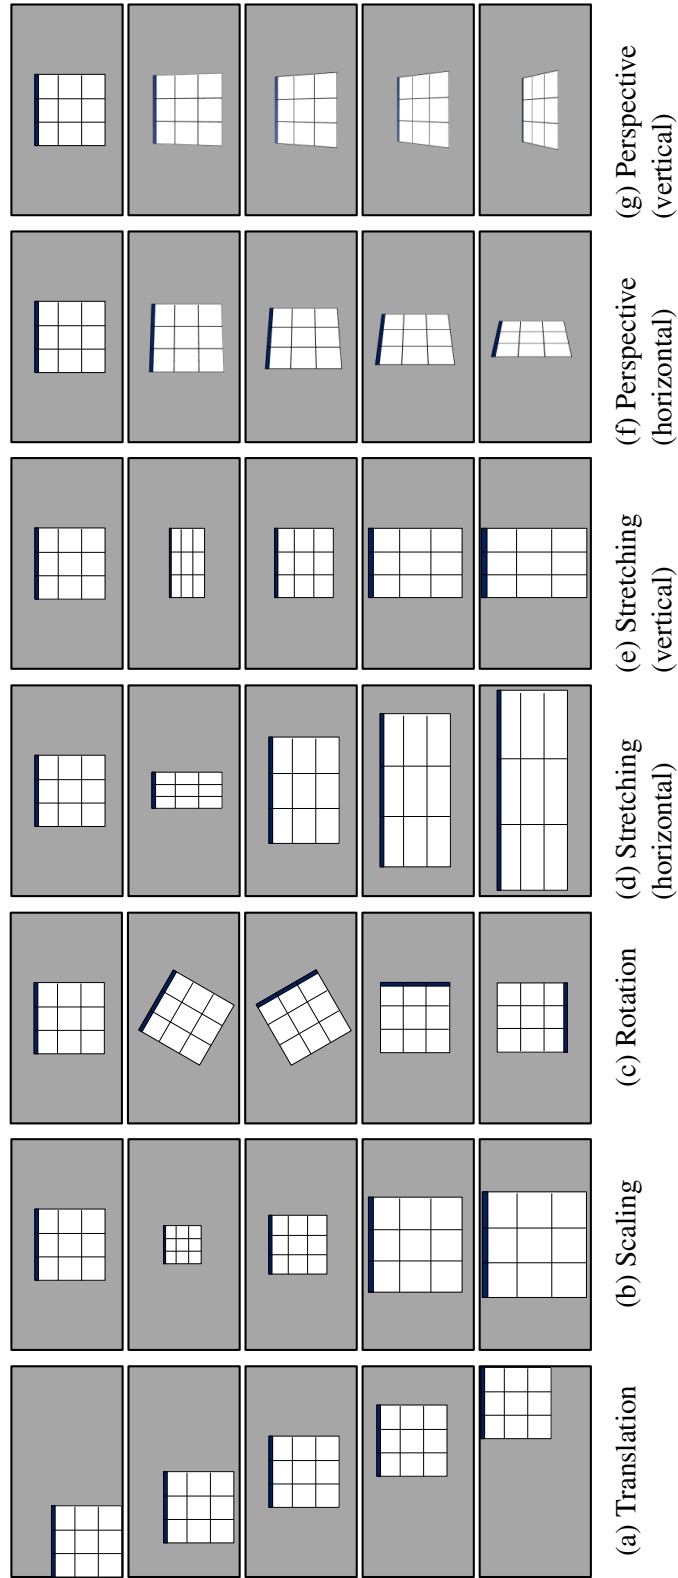 (a) Translation
(b) Scaling
(c) Rotation
(d) Stretching
(horizontal)
(e) Stretching
(vertical)
(f) Perspective
(horizontal)
(g) Perspective
(vertical)